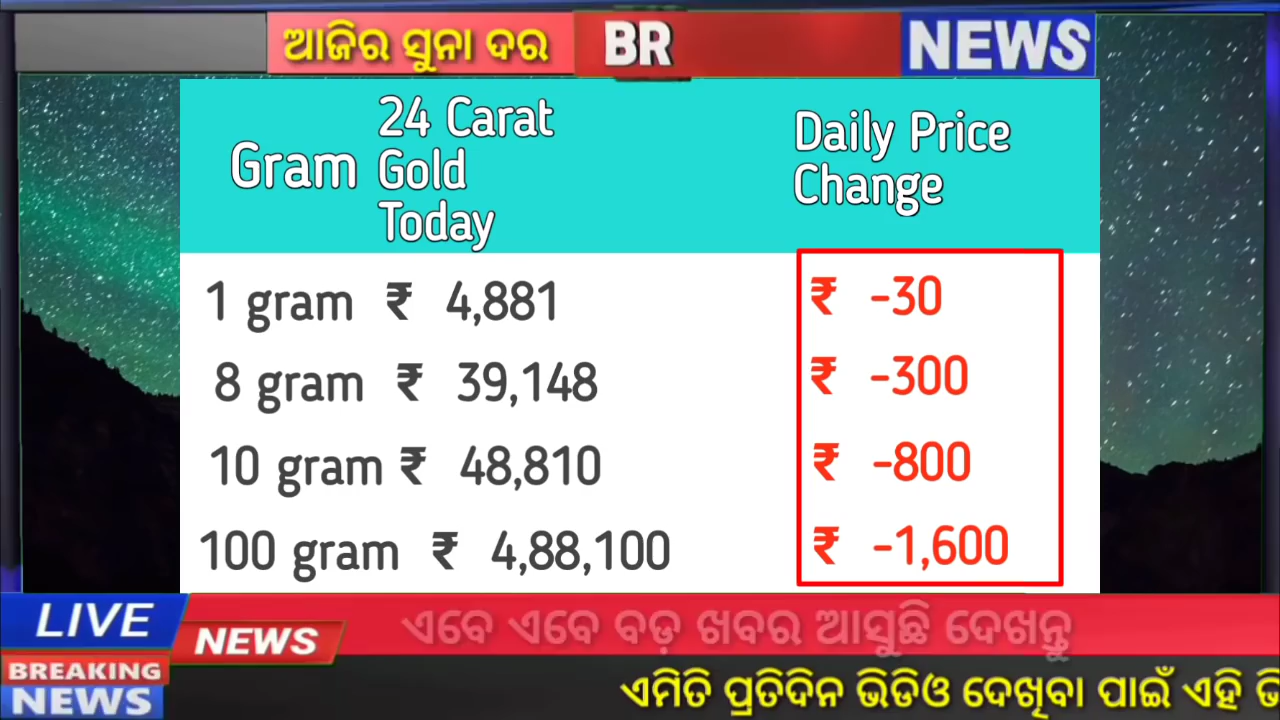 ଆଜିର ସୁନା ଦର BR NEWS
Gram 24 Carat Gold Today Daily Price Change
1 gram ₹ 4,881 ₹ -30
8 gram ₹ 39,148 ₹ -300
10 gram ₹ 48,810 ₹ -800
100 gram ₹ 4,88,100 ₹ -1,600
LIVE
NEWS
ଏବେ ଏବେ ବଡ଼ ଖବର ଆସୁଛି ଦେଖନ୍ତୁ
BREAKING
NEWS
ଏମିତି ପ୍ରତିଦିନ ଭିଡିଓ ଦେଖିବା ପାଇଁ ଏହି